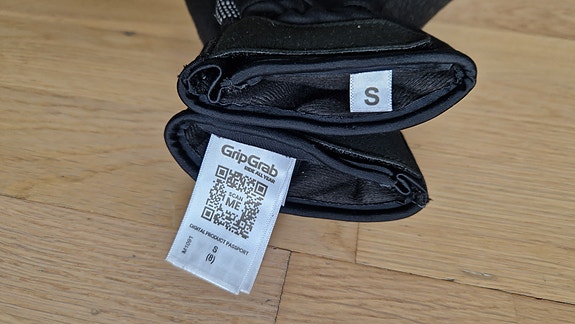 S
GripGrab
RIDE ALL YEAR
SCAN
ME
DIGITAL PRODUCT PASSPORT
S
(8)